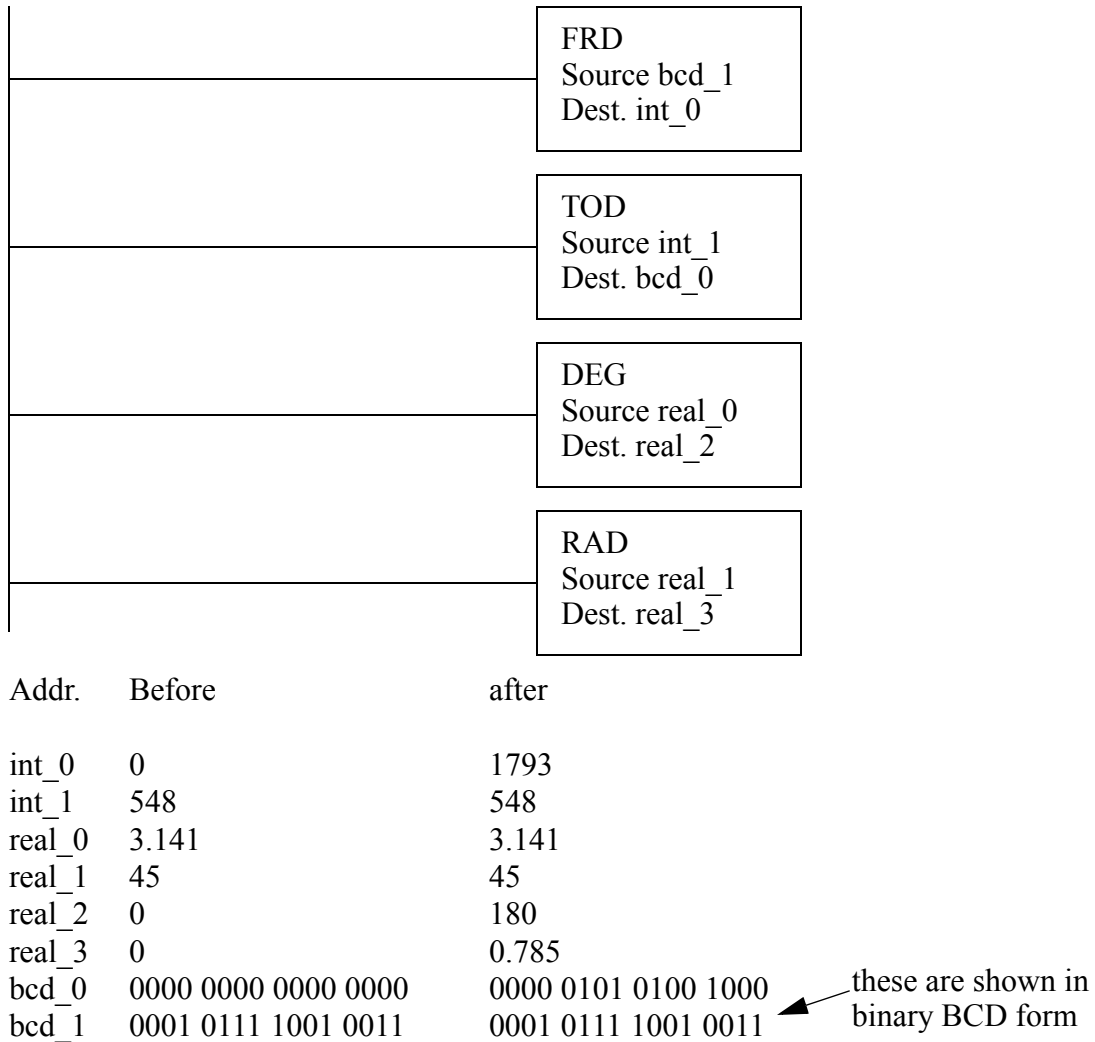 FRD
Source bcd_1
Dest. int_0
TOD
Source int_1
Dest. bcd_0
DEG
Source real_0
Dest. real_2
RAD
Source real_1
Dest. real_3
Addr. Before after
int_0 0 1793
int_1 548 548
real_0 3.141 3.141
real_1 45 45
real_2 0 180
real_3 0 0.785
bcd_0 0000 0000 0000 0000 0000 0101 0100 1000
bcd_1 0001 0111 1001 0011 0001 0111 1001 0011
these are shown in
binary BCD form